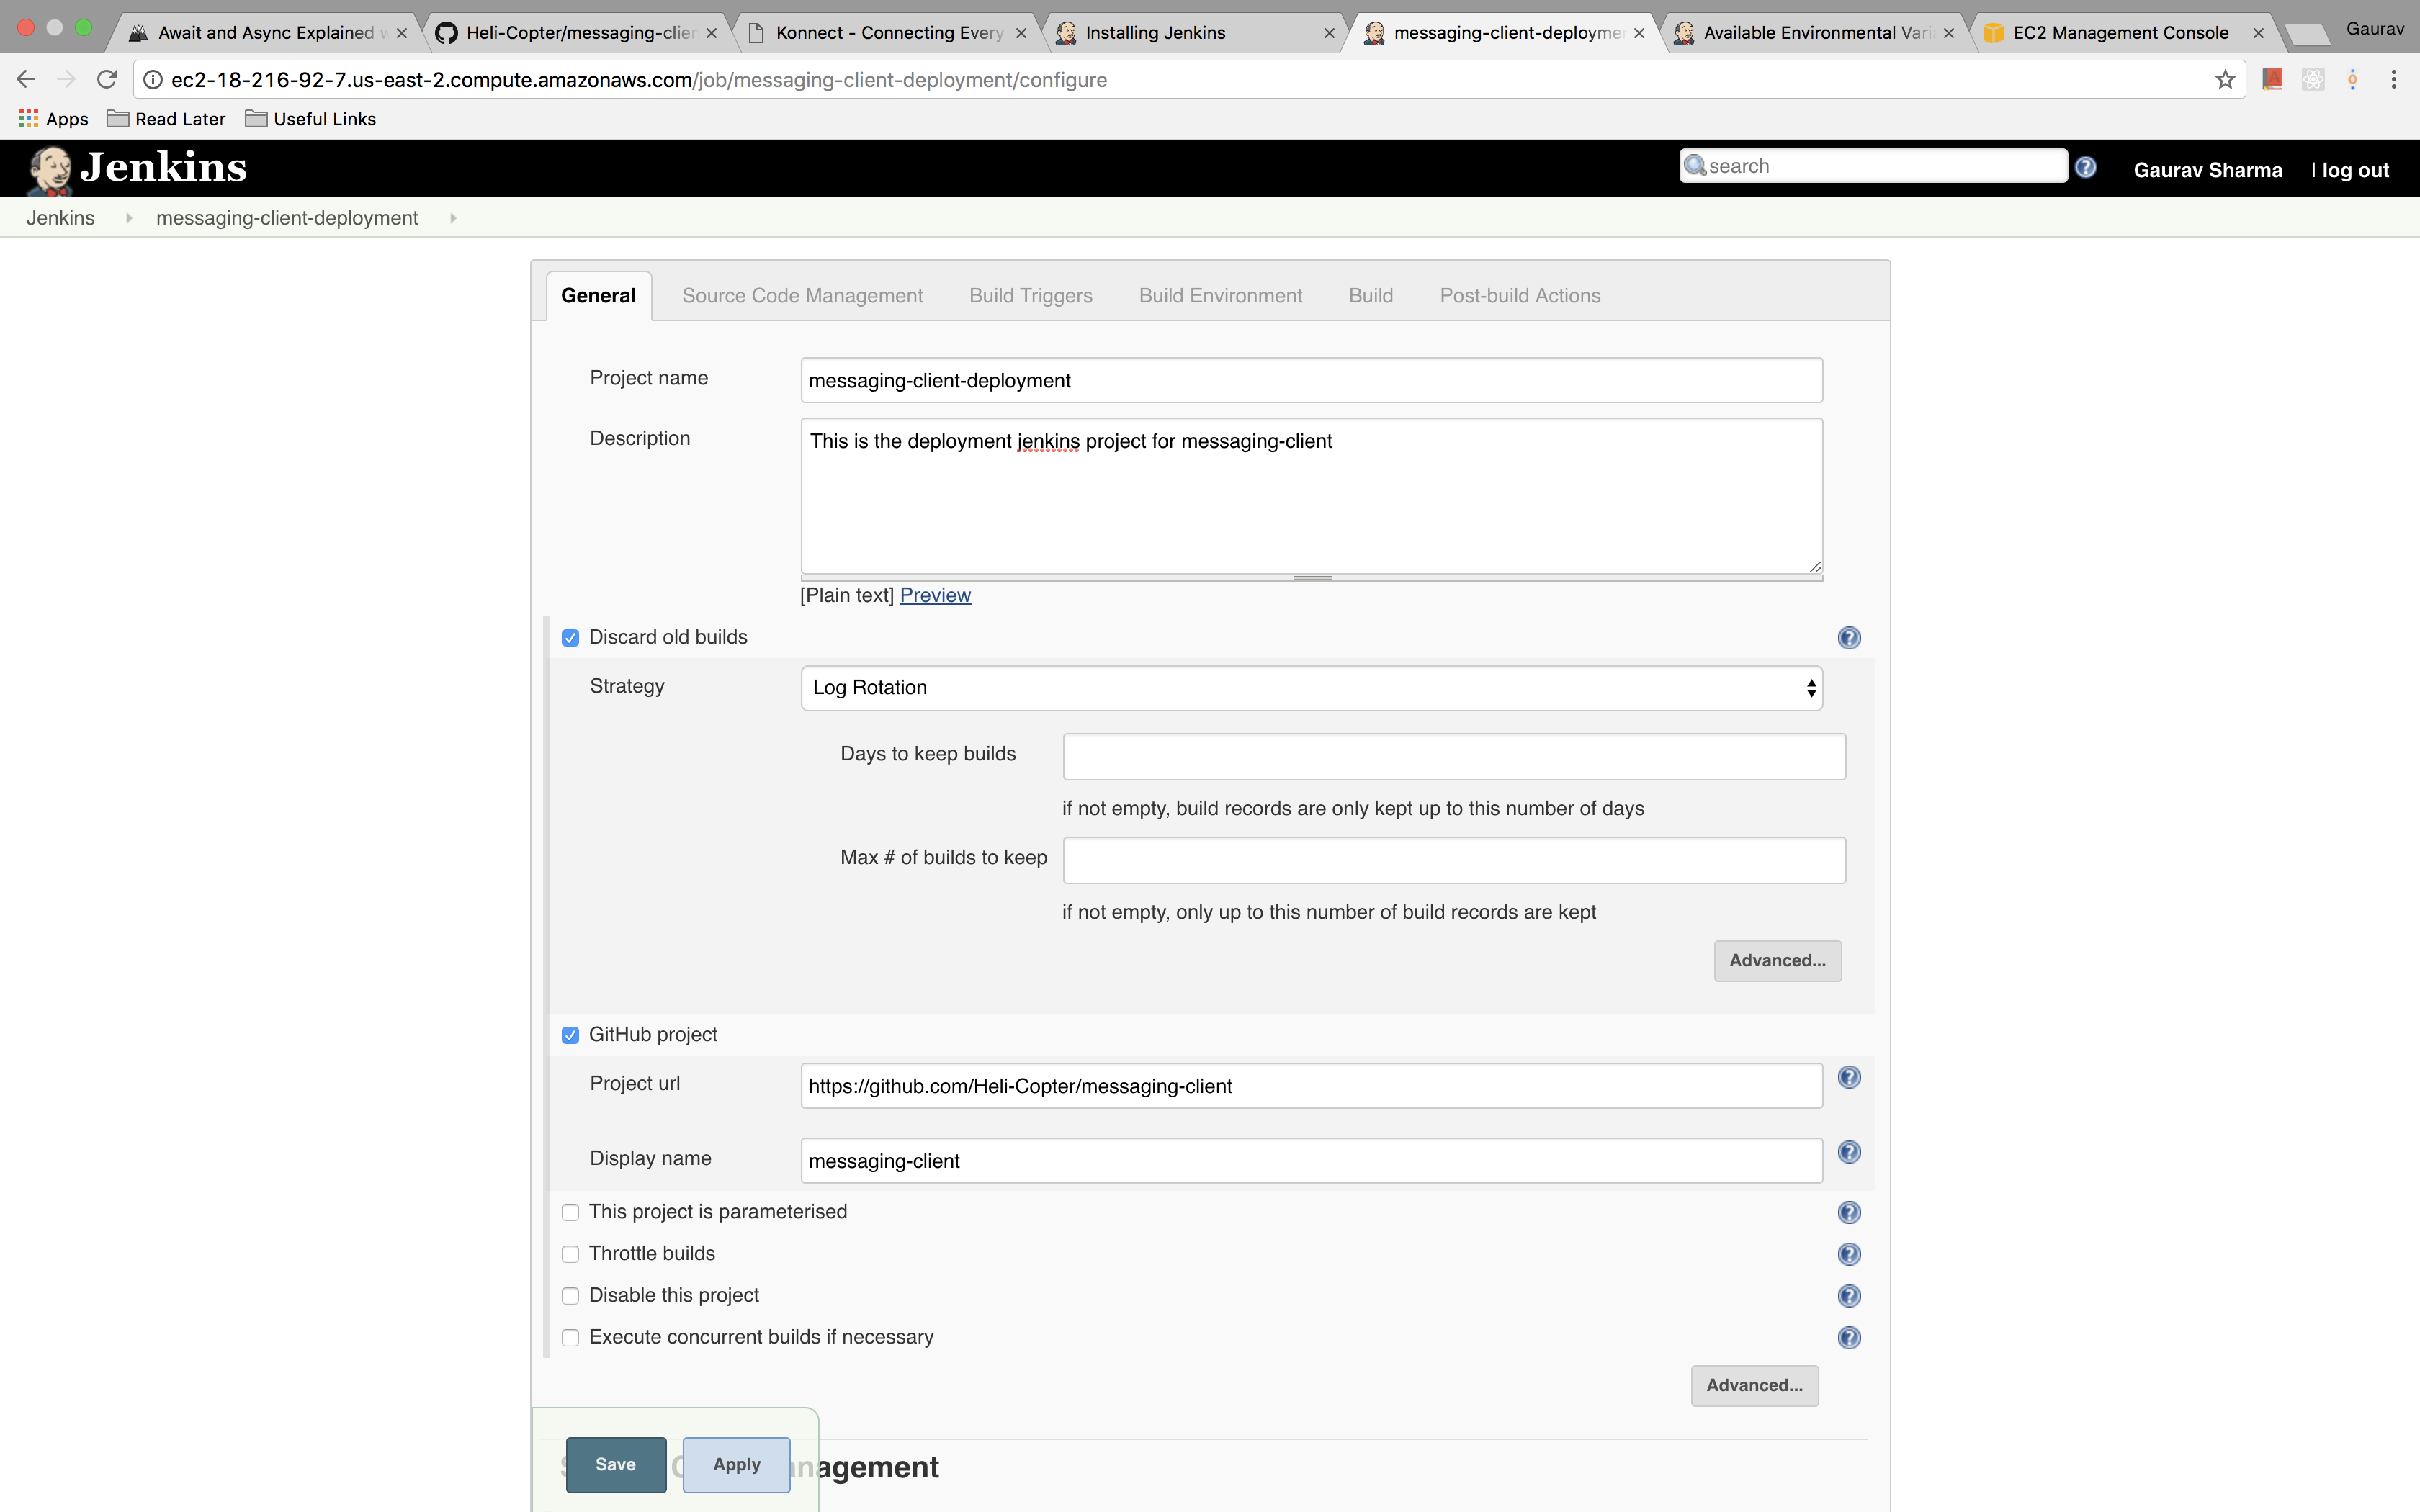 Await and Async Explained w
Heli-Copter/messaging-clien
Konnect - Connecting Every
Installing Jenkins
messaging-client-deployme
Available Environmental Vari
EC2 Management Console
Gaurav
ec2-18-216-92-7.us-east-2.compute.amazonaws.com/job/messaging-client-deployment/configure
Apps
Read Later
Useful Links
Jenkins
search
Gaurav Sharma
| log out
Jenkins
messaging-client-deployment
General
Source Code Management
Build Triggers
Build Environment
Build
Post-build Actions
Project name
messaging-client-deployment
Description
This is the deployment jenkins project for messaging-client
[Plain text] Preview
Discard old builds
Strategy
Log Rotation
Days to keep builds
if not empty, build records are only kept up to this number of days
Max # of builds to keep
if not empty, only up to this number of build records are kept
Advanced...
GitHub project
Project url
https://github.com/Heli-Copter/messaging-client
Display name
messaging-client
This project is parameterised
Throttle builds
Disable this project
Execute concurrent builds if necessary
Advanced...
Save
Apply
nagement